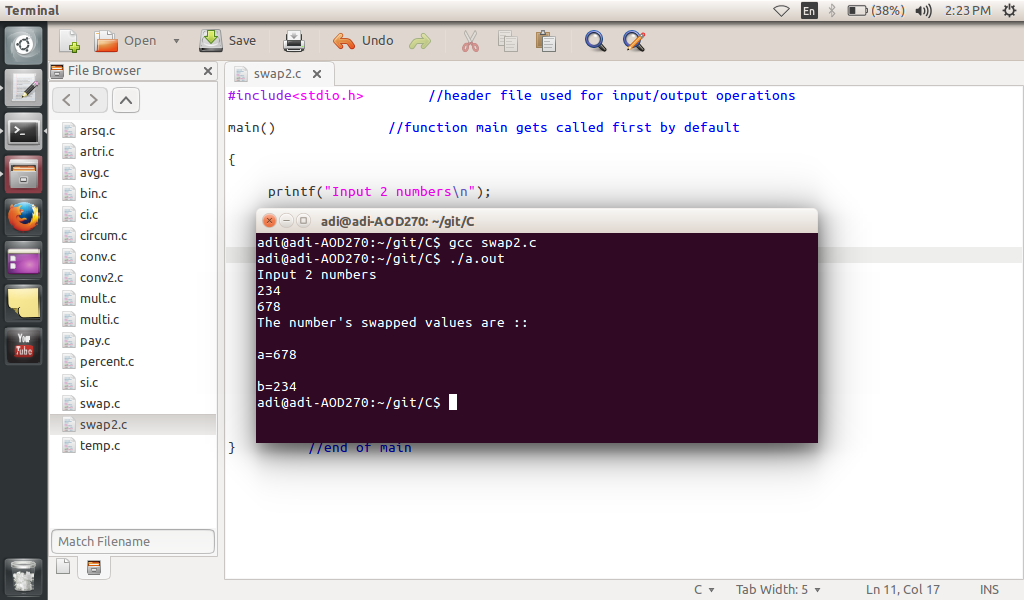 Terminal
En
(38%)
2:23 PM
Open
Save
Undo
File Browser
swap2.c
arsq.c
artri.c
avg.c
bin.c
ci.c
circum.c
conv.c
conv2.c
mult.c
multi.c
pay.c
percent.c
si.c
swap.c
swap2.c
temp.c
Match Filename
You
Tube
#include<stdio.h> //header file used for input/output operations
main() //function main gets called first by default
{
printf("Input 2 numbers\n");
adi@adi-AOD270: ~/git/C
adi@adi-AOD270:~/git/C$ gcc swap2.c
adi@adi-AOD270:~/git/C$ ./a.out
Input 2 numbers
234
678
The number's swapped values are ::
a=678
b=234
adi@adi-AOD270:~/git/C$
} //end of main
C
Tab Width: 5
Ln 11, Col 17
INS